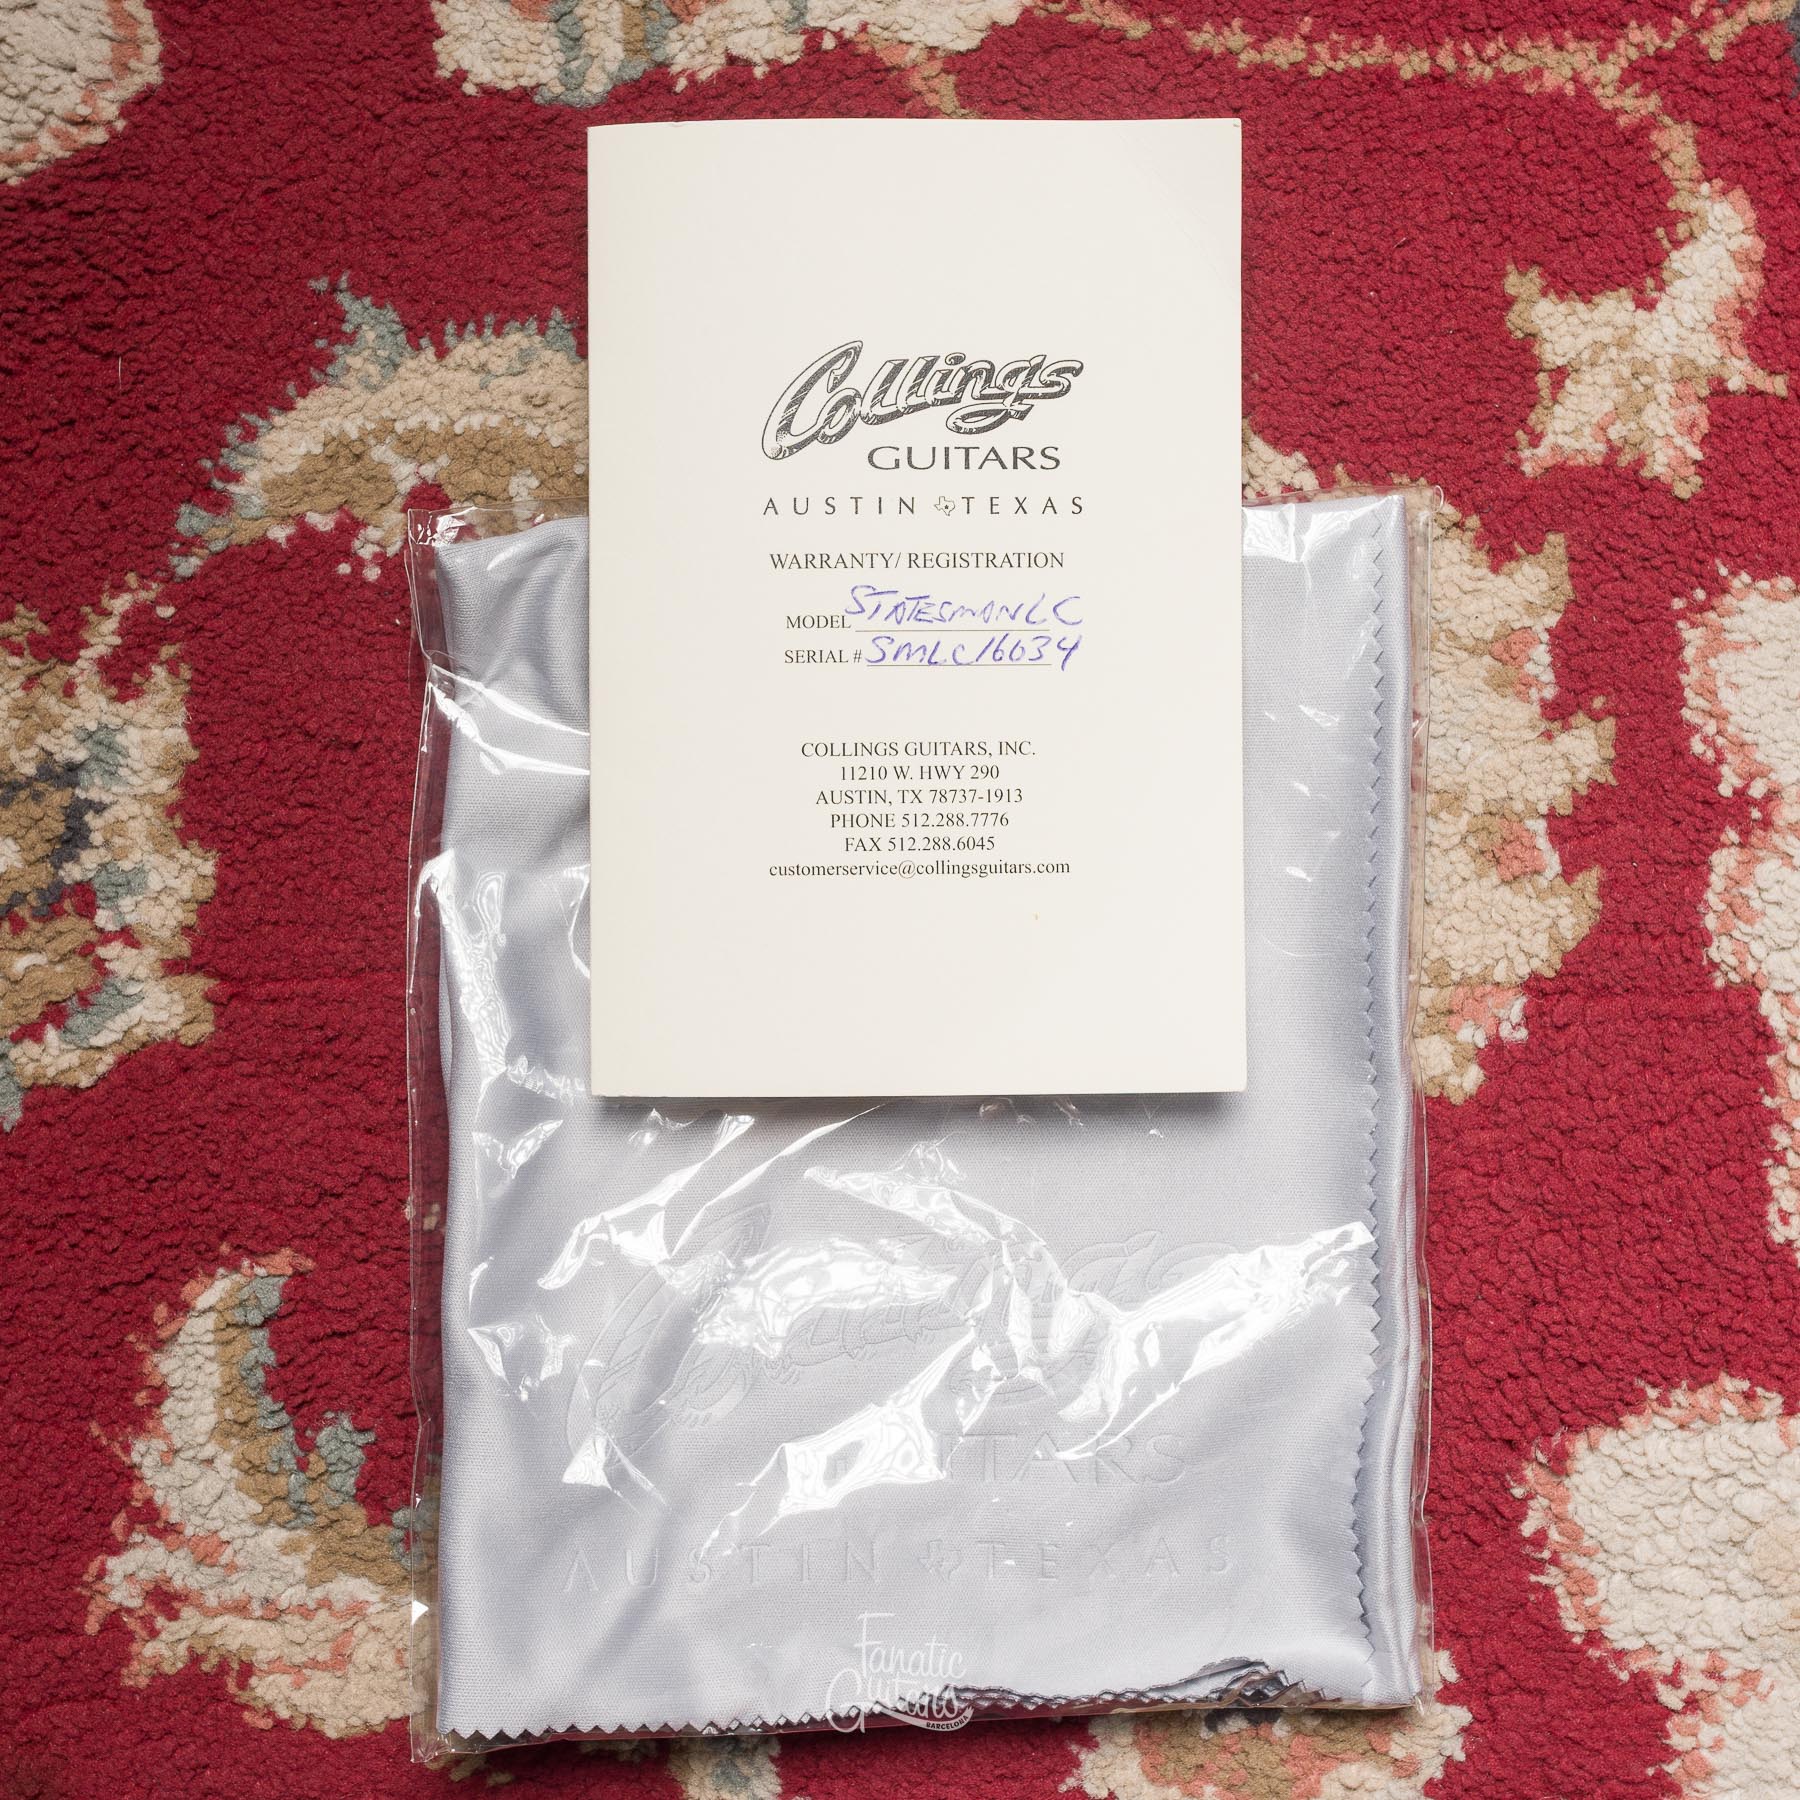 Collings
GUITARS
AUSTIN TEXAS
WARRANTY/ REGISTRATION
MODEL STATESMAN LC
SERIAL # SMLC16634
COLLINGS GUITARS, INC.
11210 W. HWY 290
AUSTIN, TX 78737-1913
PHONE 512.288.7776
FAX 512.288.6045
customerservice@collingsguitars.com
Collings
GUITARS
AUSTIN TEXAS
Fanatic
Guitars
BARCELONA